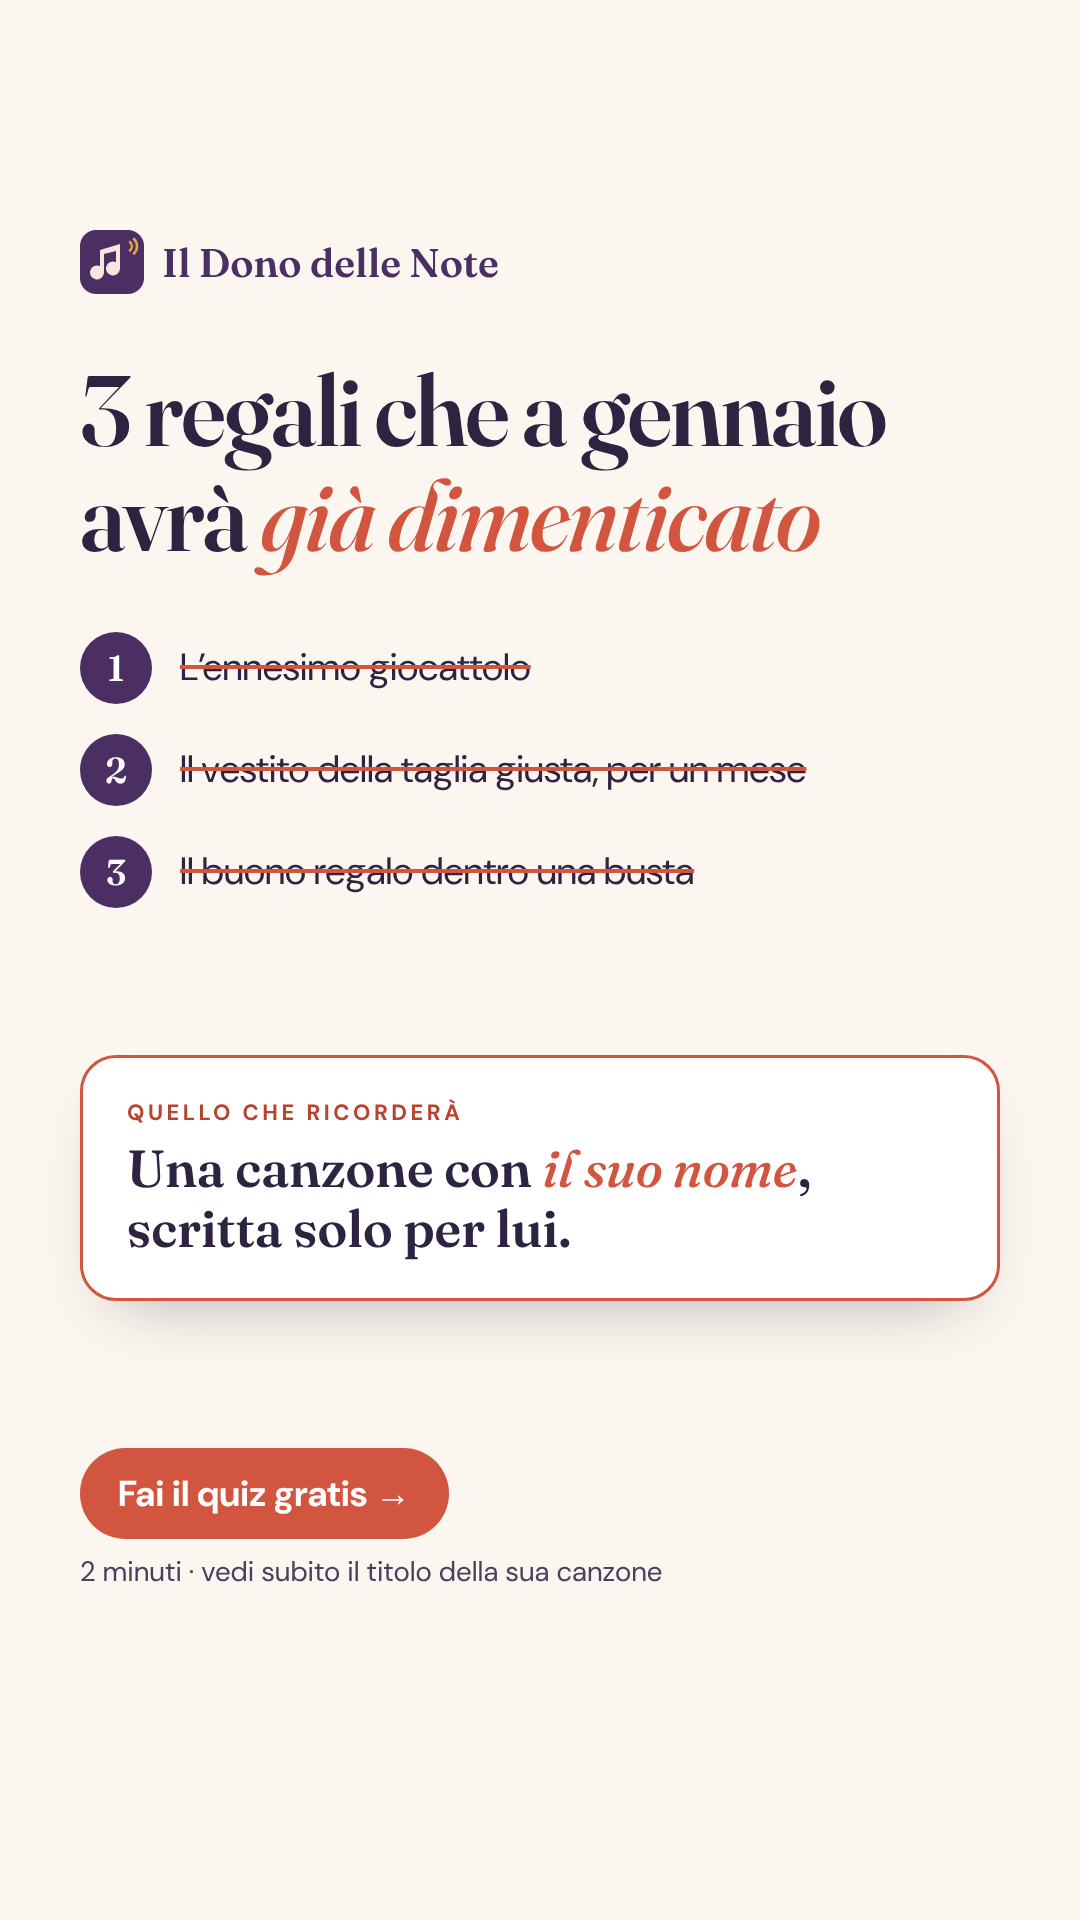 Il Dono delle Note
3 regali che a gennaio
avrà già dimenticato
1 L’ennesimo giocattolo
2 Il vestito della taglia giusta, per un mese
3 Il buono regalo dentro una busta
QUELLO CHE RICORDERÀ
Una canzone con il suo nome,
scritta solo per lui.
Fai il quiz gratis →
2 minuti · vedi subito il titolo della sua canzone